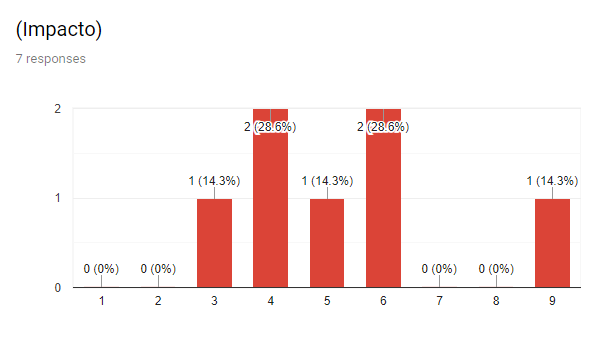 (Impacto)
7 responses
2
2 (28.6%) 2 (28.6%)
1 (14.3%) 1 (14.3%) 1 (14.3%)
1
0 (0%) 0 (0%) 0 (0%) 0 (0%)
0
1 2 3 4 5 6 7 8 9